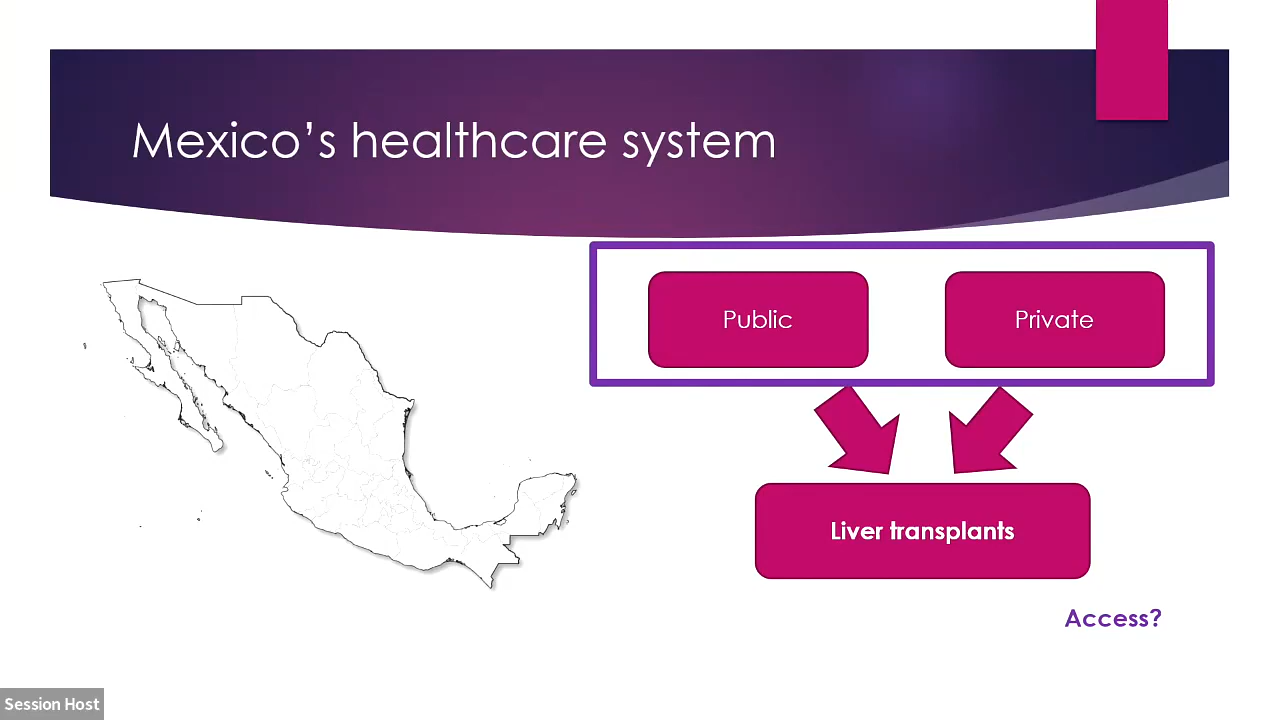 Mexico’s healthcare system
Public
Private
Liver transplants
Access?
Session Host